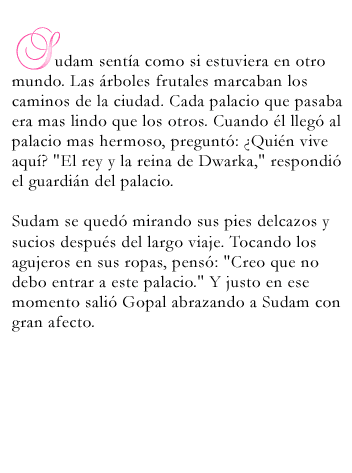 Sudam sentía como si estuviera en otro
mundo. Las árboles frutales marcaban los
caminos de la ciudad. Cada palacio que pasaba
era mas lindo que los otros. Cuando él llegó al
palacio mas hermoso, preguntó: ¿Quién vive
aquí? "El rey y la reina de Dwarka," respondió
el guardián del palacio.

Sudam se quedó mirando sus pies delcazos y
sucios después del largo viaje. Tocando los
agujeros en sus ropas, pensó: "Creo que no
debo entrar a este palacio." Y justo en ese
momento salió Gopal abrazando a Sudam con
gran afecto.